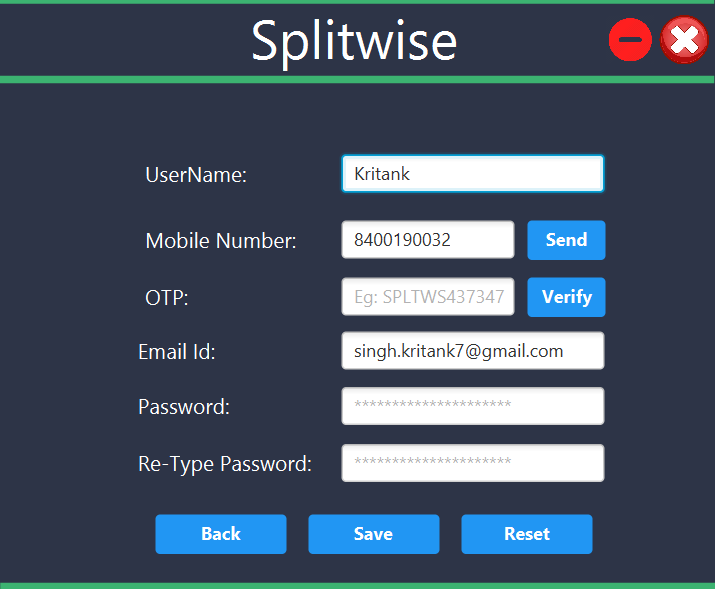 Splitwise
UserName: Kritank
Mobile Number: 8400190032 Send
OTP: Eg: SPLTWS437347 Verify
Email Id: singh.kritank7@gmail.com
Password: *********************
Re-Type Password: *********************
Back Save Reset